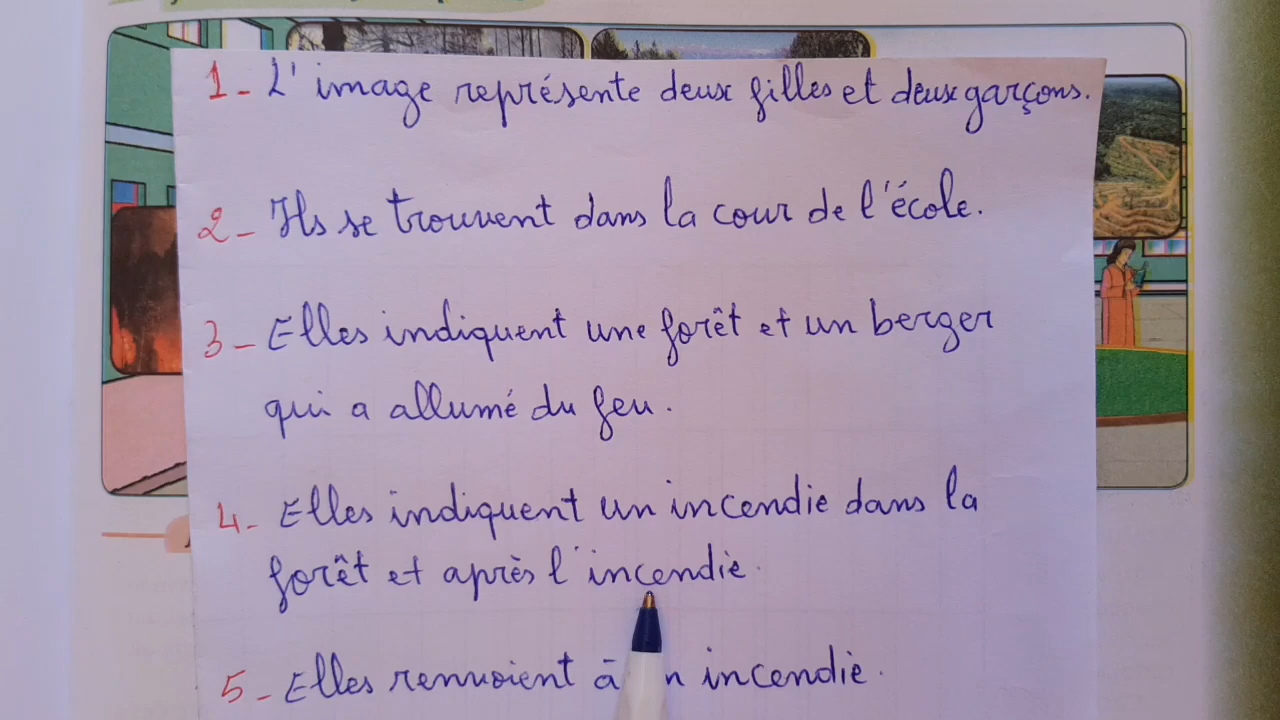 1- L'image représente deux filles et deux garçons.
2- Ils se trouvent dans la cour de l'école.
3- Elles indiquent une forêt et un berger
qui a allumé du feu.
4- Elles indiquent un incendie dans la
forêt et après l'incendie.
5- Elles renvoient à incendie.